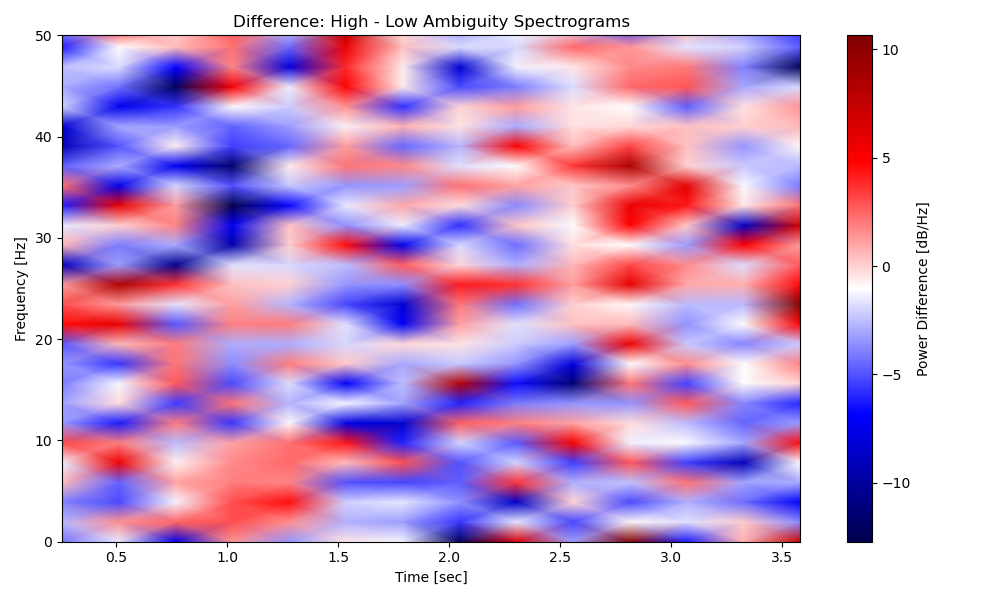 Difference: High - Low Ambiguity Spectrograms
50
40
30
20
10
0
Frequency [Hz]
0.5 1.0 1.5 2.0 2.5 3.0 3.5
Time [sec]
10
5
0
−5
−10
Power Difference [dB/Hz]